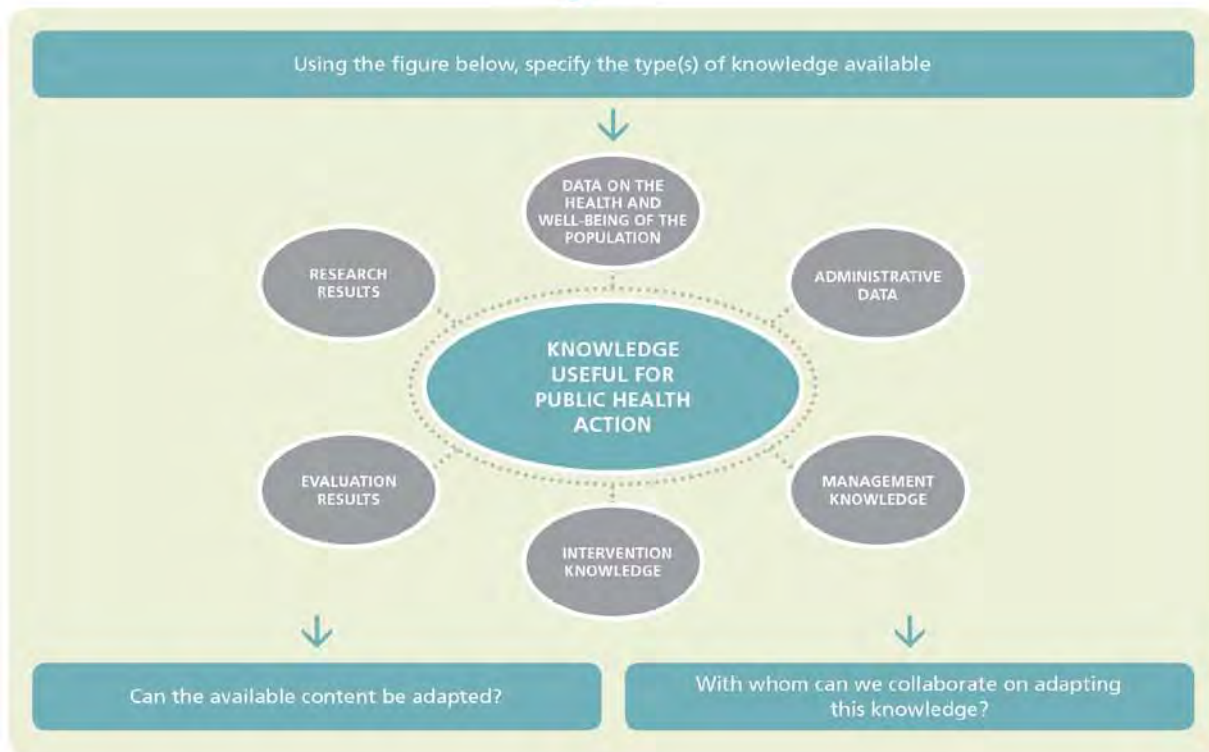 Using the figure below, specify the type(s) of knowledge available
DATA ON THE
HEALTH AND
WELL-BEING OF THE
POPULATION
RESEARCH
RESULTS
ADMINISTRATIVE
DATA
KNOWLEDGE
USEFUL FOR
PUBLIC HEALTH
ACTION
EVALUATION
RESULTS
MANAGEMENT
KNOWLEDGE
INTERVENTION
KNOWLEDGE
Can the available content be adapted?
With whom can we collaborate on adapting
this knowledge?